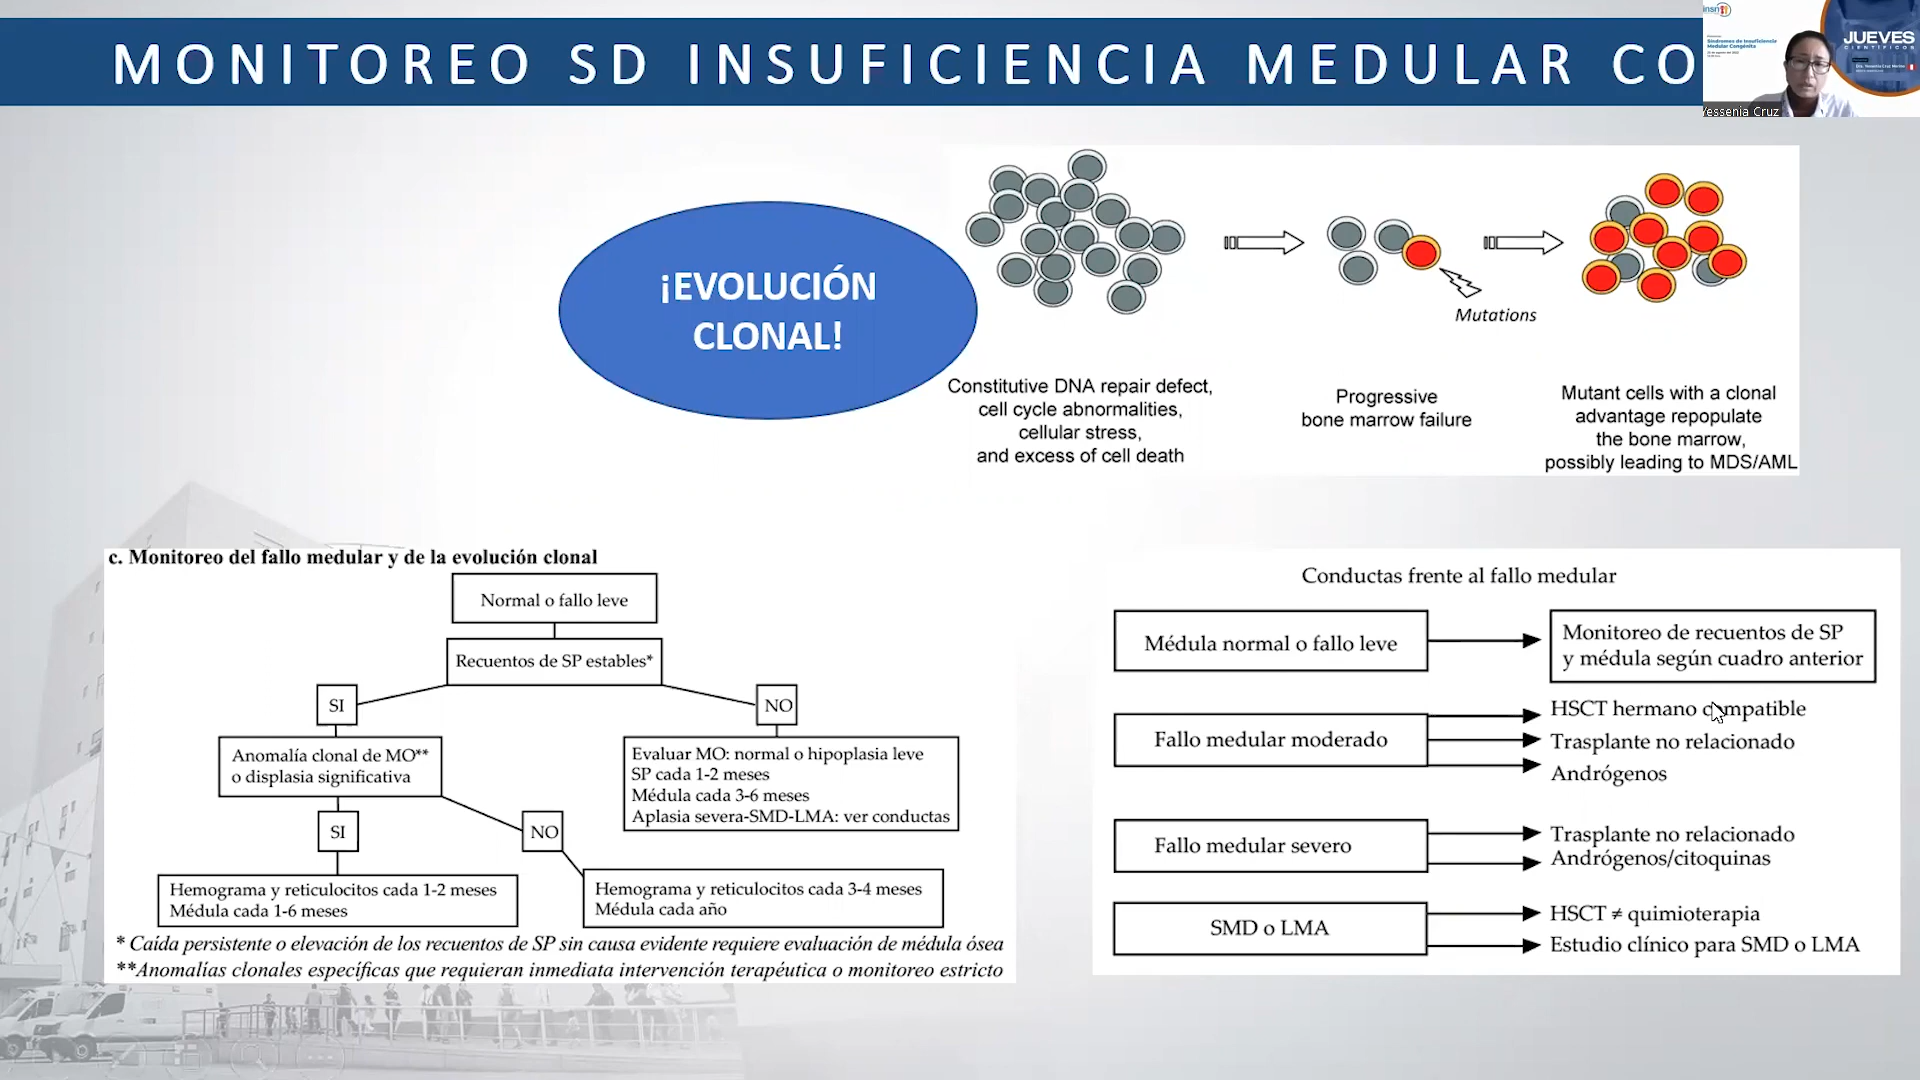 MONITOREO SD INSUFICIENCIA MEDULAR CO
insn
Síndromes de Insuficiencia
Medular Congénita
JUEVES
CIENTÍFICOS
Yessenia Cruz
¡EVOLUCIÓN
CLONAL!
Mutations
Constitutive DNA repair defect,
cell cycle abnormalities,
cellular stress,
and excess of cell death
Progressive
bone marrow failure
Mutant cells with a clonal
advantage repopulate
the bone marrow,
possibly leading to MDS/AML
c. Monitoreo del fallo medular y de la evolución clonal
Normal o fallo leve
Recuentos de SP estables*
SI
NO
Anomalía clonal de MO**
o displasia significativa
Evaluar MO: normal o hipoplasia leve
SP cada 1-2 meses
Médula cada 3-6 meses
Aplasia severa-SMD-LMA: ver conductas
SI
NO
Hemograma y reticulocitos cada 1-2 meses
Médula cada 1-6 meses
Hemograma y reticulocitos cada 3-4 meses
Médula cada año
* Caída persistente o elevación de los recuentos de SP sin causa evidente requiere evaluación de médula ósea
**Anomalías clonales específicas que requieran inmediata intervención terapéutica o monitoreo estricto
Conductas frente al fallo medular
Médula normal o fallo leve
Monitoreo de recuentos de SP
y médula según cuadro anterior
Fallo medular moderado
HSCT hermano compatible
Trasplante no relacionado
Andrógenos
Fallo medular severo
Trasplante no relacionado
Andrógenos/citoquinas
SMD o LMA
HSCT ≠ quimioterapia
Estudio clínico para SMD o LMA